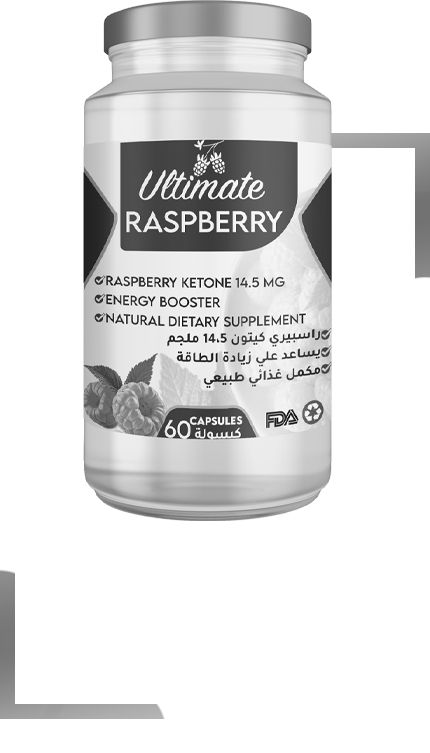 Ultimate
RASPBERRY
RASPBERRY KETONE 14.5 MG
ENERGY BOOSTER
NATURAL DIETARY SUPPLEMENT
راسبيري كيتون 14.5 ملجم
يساعد علي زيادة الطاقة
مكمل غذائي طبيعي
60 CAPSULES
كبسولة
FDA